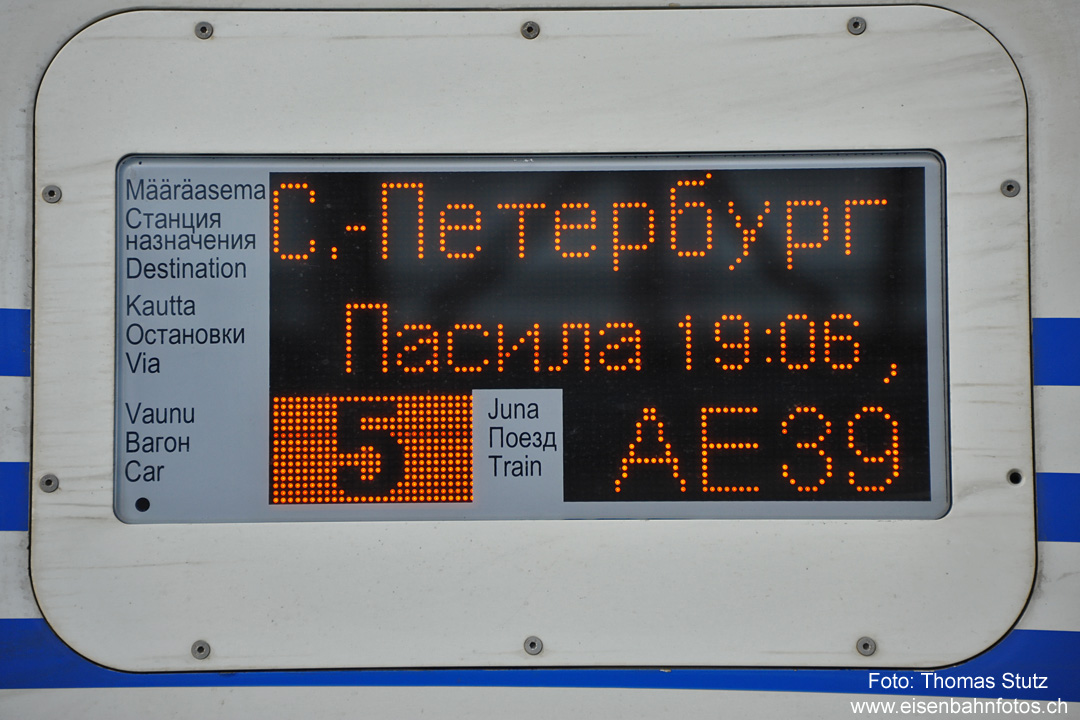 Määräasema
Станция
назначения
Destination
С.-Петербург
Kautta
Остановки
Via
Пасила 19:06,
Vaunu
Вагон
Car
5
Juna
Поезд
Train
AE39
Foto: Thomas Stutz
www.eisenbahnfotos.ch